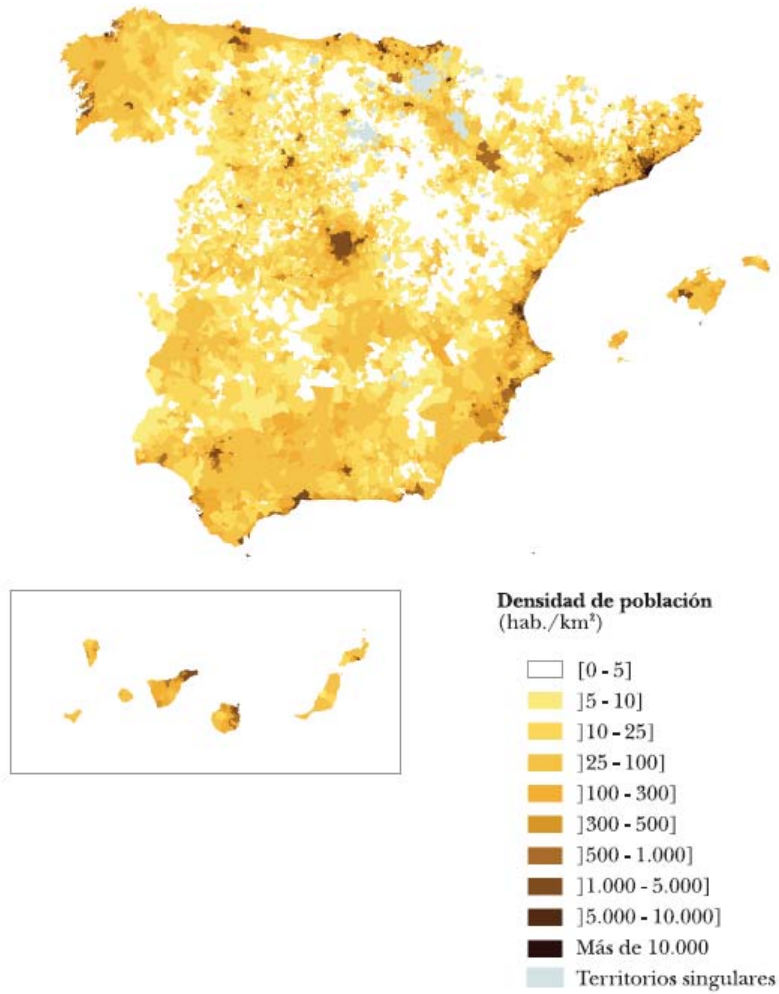 Densidad de población
(hab./km²)
[0 - 5]
]5 - 10]
]10 - 25]
]25 - 100]
]100 - 300]
]300 - 500]
]500 - 1.000]
]1.000 - 5.000]
]5.000 - 10.000]
Más de 10.000
Territorios singulares